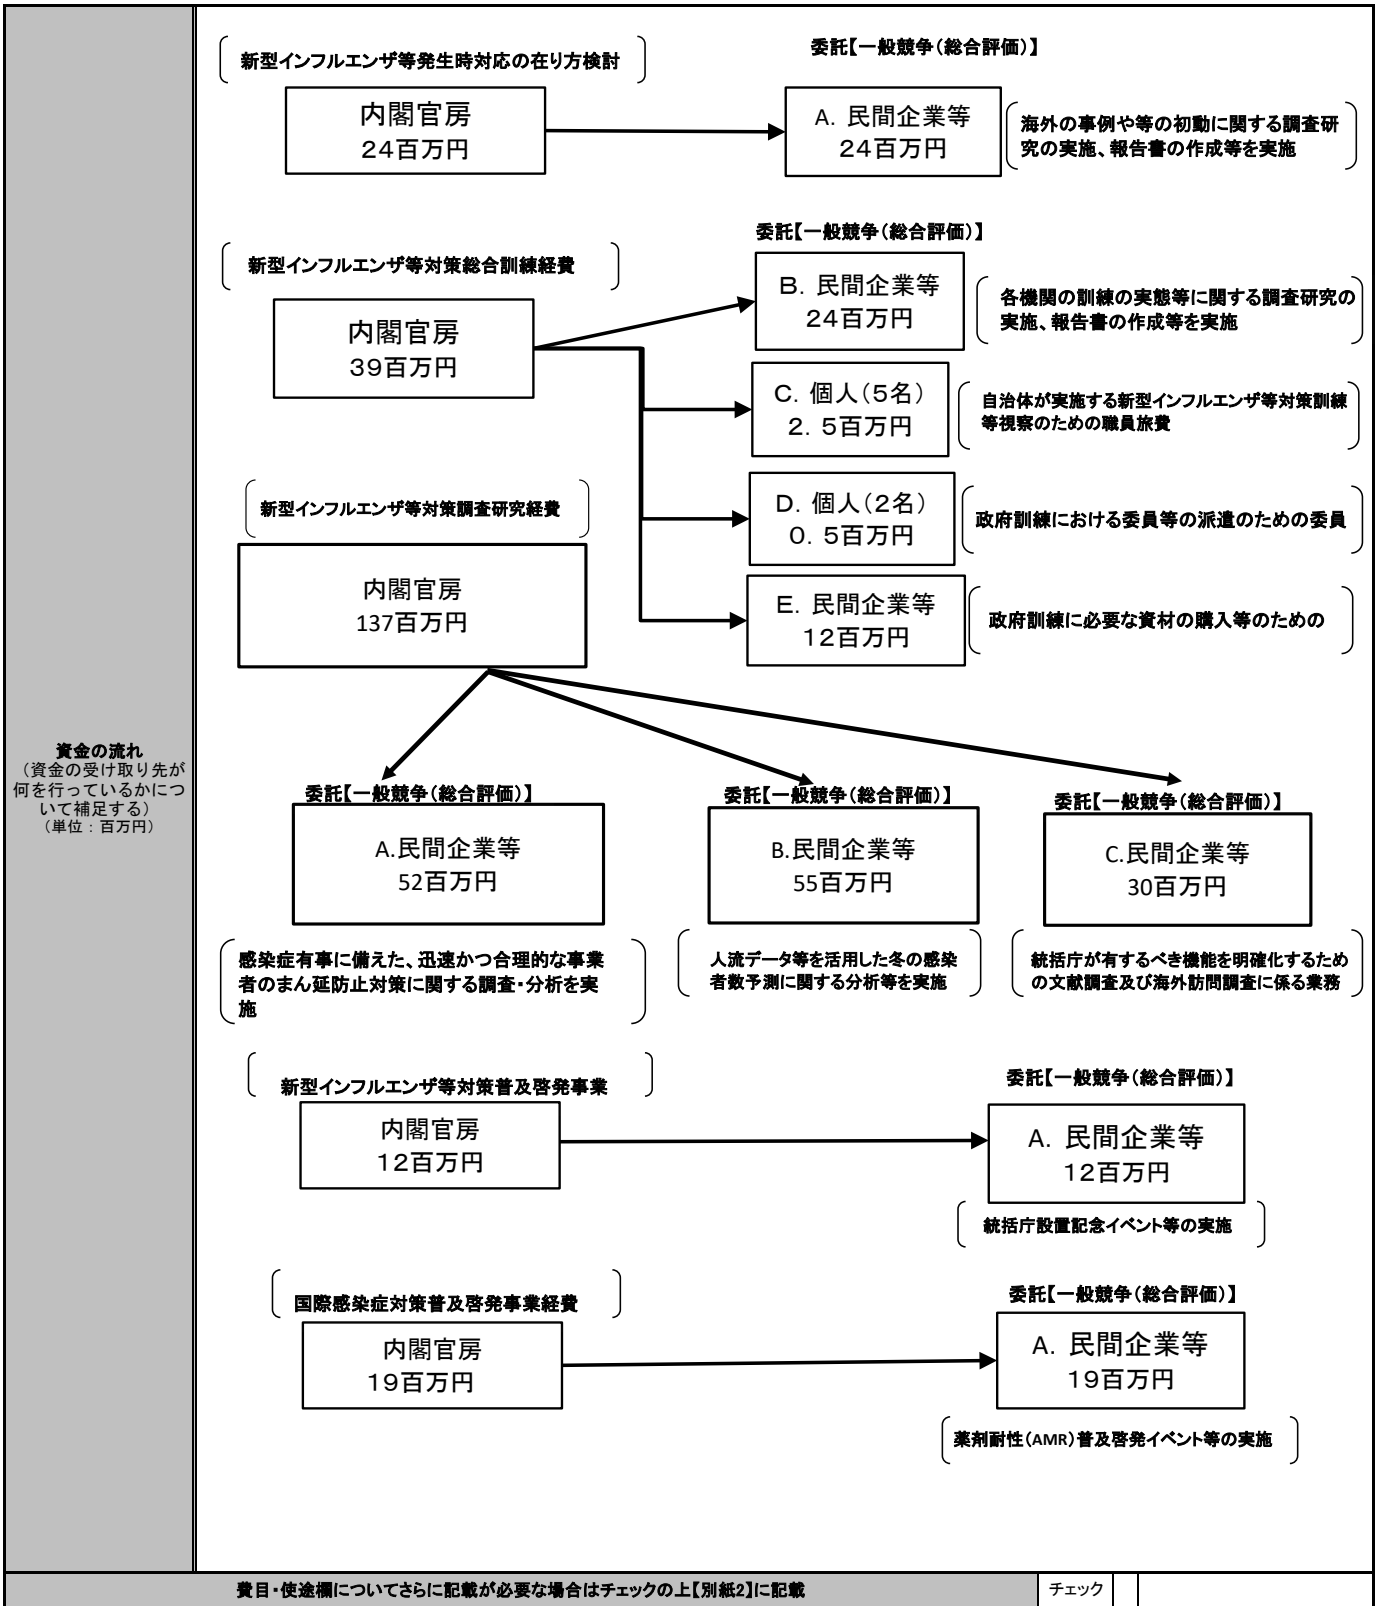 資金の流れ
（資金の受け取り先が
何を行っているかにつ
いて補足する）
（単位：百万円）
新型インフルエンザ等発生時対応の在り方検討
委託【一般競争（総合評価）】
内閣官房
24百万円
A. 民間企業等
24百万円
海外の事例や等の初動に関する調査研
究の実施、報告書の作成等を実施
新型インフルエンザ等対策総合訓練経費
委託【一般競争（総合評価）】
内閣官房
39百万円
B. 民間企業等
24百万円
各機関の訓練の実態等に関する調査研究の
実施、報告書の作成等を実施
C. 個人（5名）
2. 5百万円
自治体が実施する新型インフルエンザ等対策訓練
等視察のための職員旅費
D. 個人（2名）
0. 5百万円
政府訓練における委員等の派遣のための委員
E. 民間企業等
12百万円
政府訓練に必要な資材の購入等のための
新型インフルエンザ等対策調査研究経費
内閣官房
137百万円
委託【一般競争（総合評価）】
A.民間企業等
52百万円
感染症有事に備えた、迅速かつ合理的な事業
者のまん延防止対策に関する調査・分析を実
施
委託【一般競争（総合評価）】
B.民間企業等
55百万円
人流データ等を活用した冬の感染
者数予測に関する分析等を実施
委託【一般競争（総合評価）】
C.民間企業等
30百万円
統括庁が有するべき機能を明確化するため
の文献調査及び海外訪問調査に係る業務
新型インフルエンザ等対策普及啓発事業
内閣官房
12百万円
委託【一般競争（総合評価）】
A. 民間企業等
12百万円
統括庁設置記念イベント等の実施
国際感染症対策普及啓発事業経費
内閣官房
19百万円
委託【一般競争（総合評価）】
A. 民間企業等
19百万円
薬剤耐性（AMR）普及啓発イベント等の実施
費目・使途欄についてさらに記載が必要な場合はチェックの上【別紙2】に記載
チェック